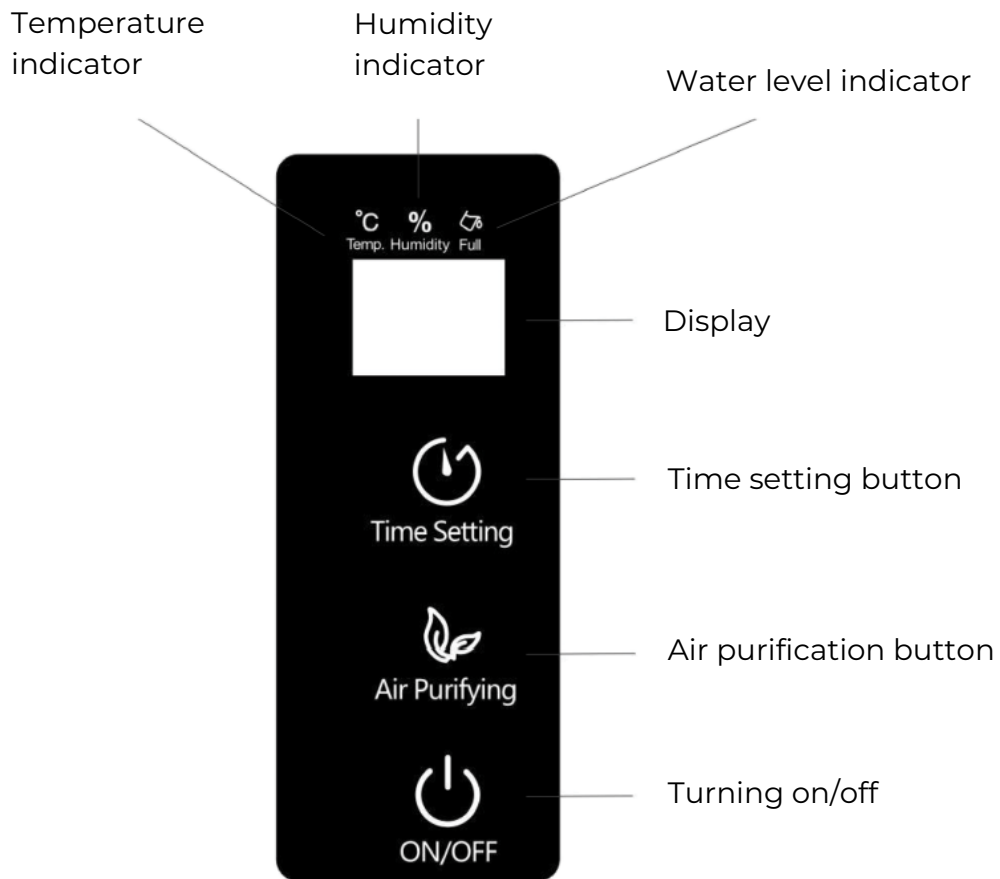 Temperature
indicator
Humidity
indicator
Water level indicator
°C % 
Temp. Humidity Full
Display
Time setting button
Time Setting
Air purification button
Air Purifying
Turning on/off
ON/OFF